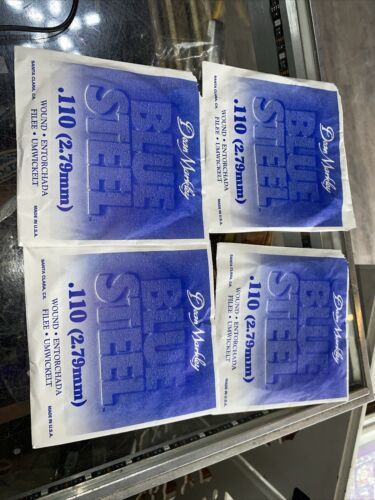 Dean Markley
BLUE
STEEL
.110 (2.79mm)
WOUND • ENTORCHADA
FILEE • UMWICKELT
SANTA CLARA, CA.
MADE IN U.S.A.
Dean Markley
BLUE
STEEL
.110 (2.79mm)
WOUND • ENTORCHADA
FILEE • UMWICKELT
SANTA CLARA, CA.
MADE IN U.S.A.
Dean Markley
BLUE
STEEL
.110 (2.79mm)
WOUND • ENTORCHADA
FILEE • UMWICKELT
SANTA CLARA, CA.
MADE IN U.S.A.
Dean Markley
BLUE
STEEL
.110 (2.79mm)
WOUND • ENTORCHADA
FILEE • UMWICKELT
SANTA CLARA, CA.
MADE IN U.S.A.